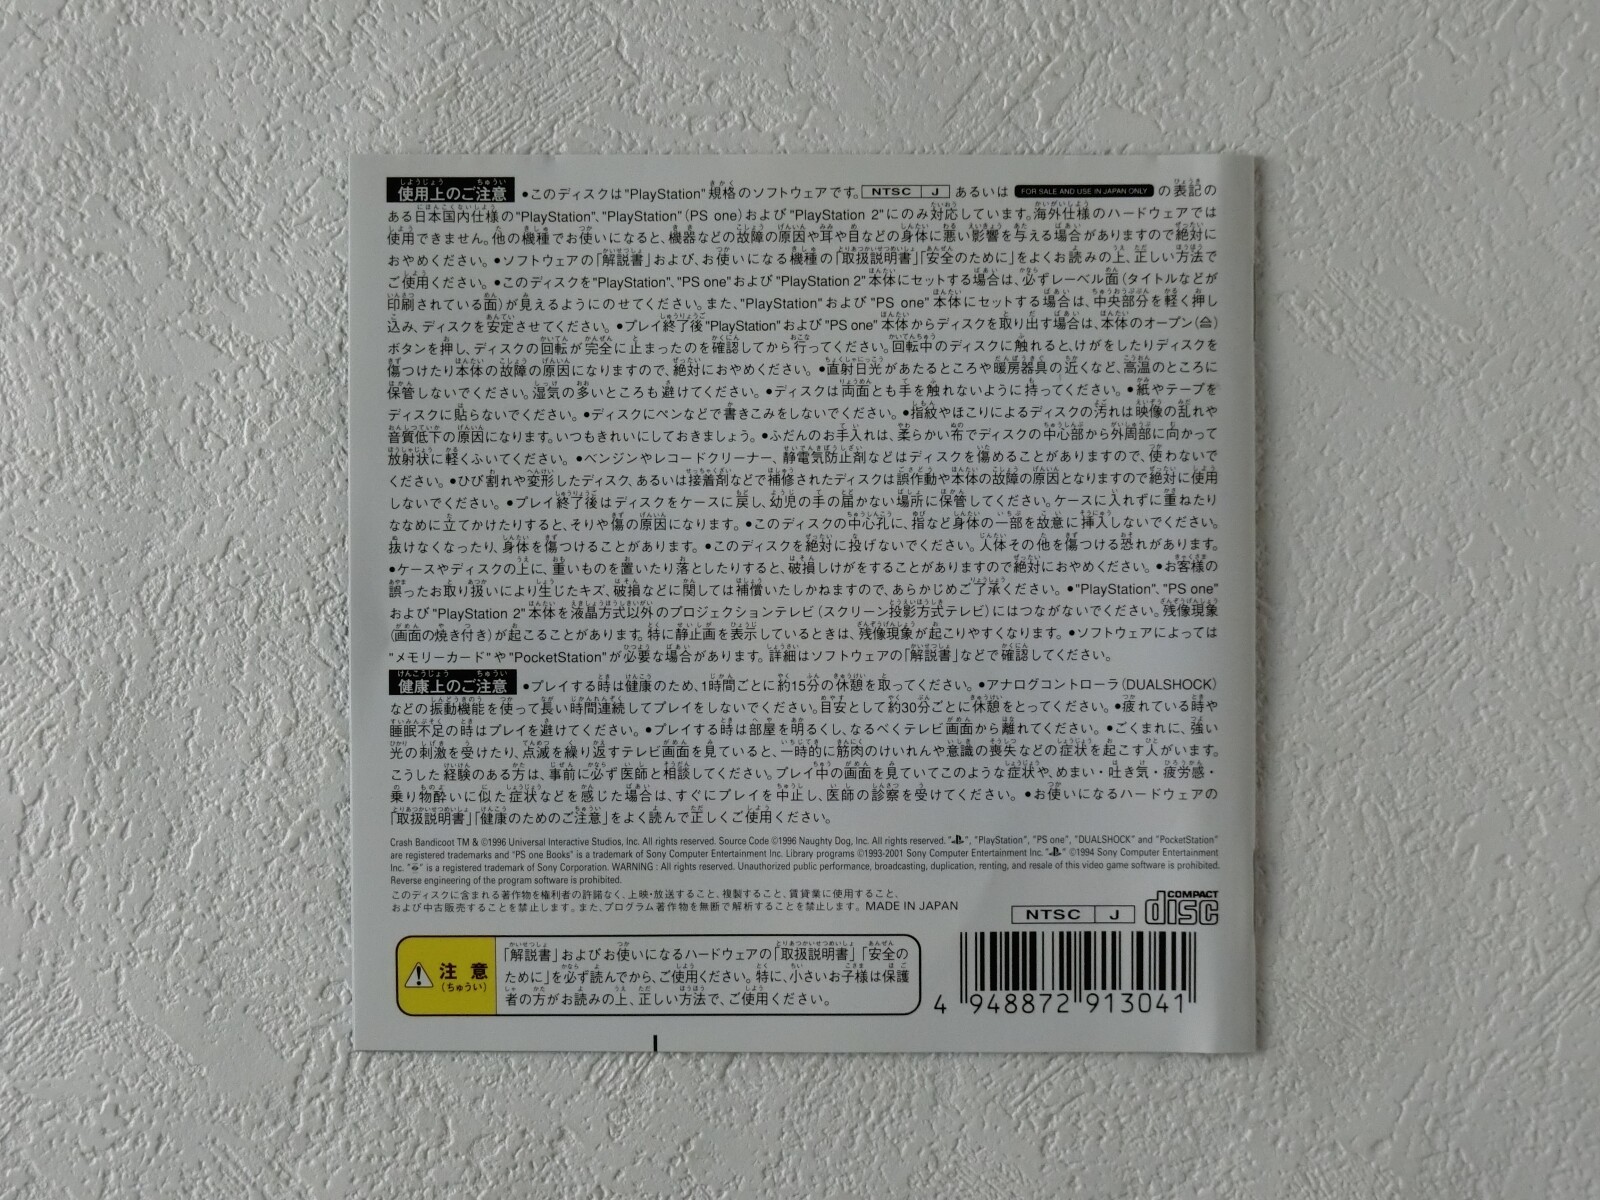 使用上のご注意 ●このディスクは"PlayStation"規格のソフトウェアです。 NTSC J あるいは FOR SALE AND USE IN JAPAN ONLY の表記の
ある日本国内仕様の"PlayStation"、"PlayStation"(PS one)および"PlayStation 2"にのみ対応しています。海外仕様のハードウェアでは
使用できません。他の機種でお使いになると、機器などの故障の原因や耳や目などの身体に悪い影響を与える場合がありますので絶対に
おやめください。●ソフトウェアの「解説書」および、お使いになる機種の「取扱説明書」「安全のために」をよくお読みの上、正しい方法で
ご使用ください。●このディスクを"PlayStation"、"PS one"および"PlayStation 2"本体にセットする場合は、必ずレーベル面(タイトルなどが
印刷されている面)が見えるようにのせてください。また、"PlayStation"および"PS one"本体にセットする場合は、中央部分を軽く押し
込み、ディスクを安定させてください。●プレイ終了後"PlayStation"および"PS one"本体からディスクを取り出す場合は、本体のオープン(≙)
ボタンを押し、ディスクの回転が完全に止まったのを確認してから行ってください。回転中のディスクに触れると、けがをしたりディスクを
傷つけたり本体の故障の原因になりますので、絶対におやめください。●直射日光があたるところや暖房器具の近くなど、高温のところに
保管しないでください。湿気の多いところも避けてください。●ディスクは両面とも手を触れないように持ってください。●紙やテープを
ディスクに貼らないでください。●ディスクにペンなどで書きこみをしないでください。●指紋やほこりによるディスクの汚れは映像の乱れや
音質低下の原因になります。いつもきれいにしておきましょう。●ふだんのお手入れは、柔らかい布でディスクの中心部から外周部に向かって
放射状に軽くふいてください。●ベンジンやレコードクリーナー、静電気防止剤などはディスクを傷めることがありますので、使わないで
ください。●ひび割れや変形したディスク、あるいは接着剤などで補修されたディスクは誤作動や本体の故障の原因となりますので絶対に使用
しないでください。●プレイ終了後はディスクをケースに戻し、幼児の手の届かない場所に保管してください。ケースに入れずに重ねたり
ななめに立てかけたりすると、そりや傷の原因になります。●このディスクの中心孔に、指など身体の一部を故意に挿入しないでください。
抜けなくなったり、身体を傷つけることがあります。●このディスクを絶対に投げないでください。人体その他を傷つける恐れがあります。
●ケースやディスクの上に、重いものを置いたり落としたりすると、破損しけがをすることがありますので絶対におやめください。●お客様の
誤ったお取り扱いにより生じたキズ、破損などに関しては補償いたしかねますので、あらかじめご了承ください。●"PlayStation"、"PS one"
および"PlayStation 2"本体を液晶方式以外のプロジェクションテレビ(スクリーン投影方式テレビ)にはつながないでください。残像現象
(画面の焼き付き)が起こることがあります。特に静止画を表示しているときは、残像現象が起こりやすくなります。●ソフトウェアによっては
"メモリーカード"や"PocketStation"が必要な場合があります。詳細はソフトウェアの「解説書」などで確認してください。
健康上のご注意 ●プレイする時は健康のため、1時間ごとに約15分の休憩を取ってください。●アナログコントローラ(DUALSHOCK)
などの振動機能を使って長い時間連続してプレイをしないでください。目安として約30分ごとに休憩をとってください。●疲れている時や
睡眠不足の時はプレイを避けてください。●プレイする時は部屋を明るくし、なるべくテレビ画面から離れてください。●ごくまれに、強い
光の刺激を受けたり、点滅を繰り返すテレビ画面を見ていると、一時的に筋肉のけいれんや意識の喪失などの症状を起こす人がいます。
こうした経験のある方は、事前に必ず医師と相談してください。プレイ中の画面を見ていてこのような症状や、めまい・吐き気・疲労感・
乗り物酔いに似た症状などを感じた場合は、すぐにプレイを中止し、医師の診察を受けてください。●お使いになるハードウェアの
「取扱説明書」「健康のためのご注意」をよく読んで正しくご使用ください。
Crash Bandicoot TM & ©1996 Universal Interactive Studios, Inc. All rights reserved. Source Code ©1996 Naughty Dog, Inc. All rights reserved. "PS", "PlayStation", "PS one", "DUALSHOCK" and "PocketStation"
are registered trademarks and "PS one Books" is a trademark of Sony Computer Entertainment Inc. Library programs ©1993-2001 Sony Computer Entertainment Inc. "PS" ©1994 Sony Computer Entertainment
Inc. " " is a registered trademark of Sony Corporation. WARNING : All rights reserved. Unauthorized public performance, broadcasting, duplication, renting, and resale of this video game software is prohibited.
Reverse engineering of the program software is prohibited.
このディスクに含まれる著作物を権利者の許諾なく、上映・放送すること、複製すること、賃貸業に使用すること、
および中古販売することを禁止します。また、プログラム著作物を無断で解析することを禁止します。 MADE IN JAPAN
NTSC J
COMPACT disc
注意
(ちゅうい)
「解説書」およびお使いになるハードウェアの「取扱説明書」「安全の
ために」を必ず読んでから、ご使用ください。特に、小さいお子様は保護
者の方がお読みの上、正しい方法で、ご使用ください。
4 948872 913041